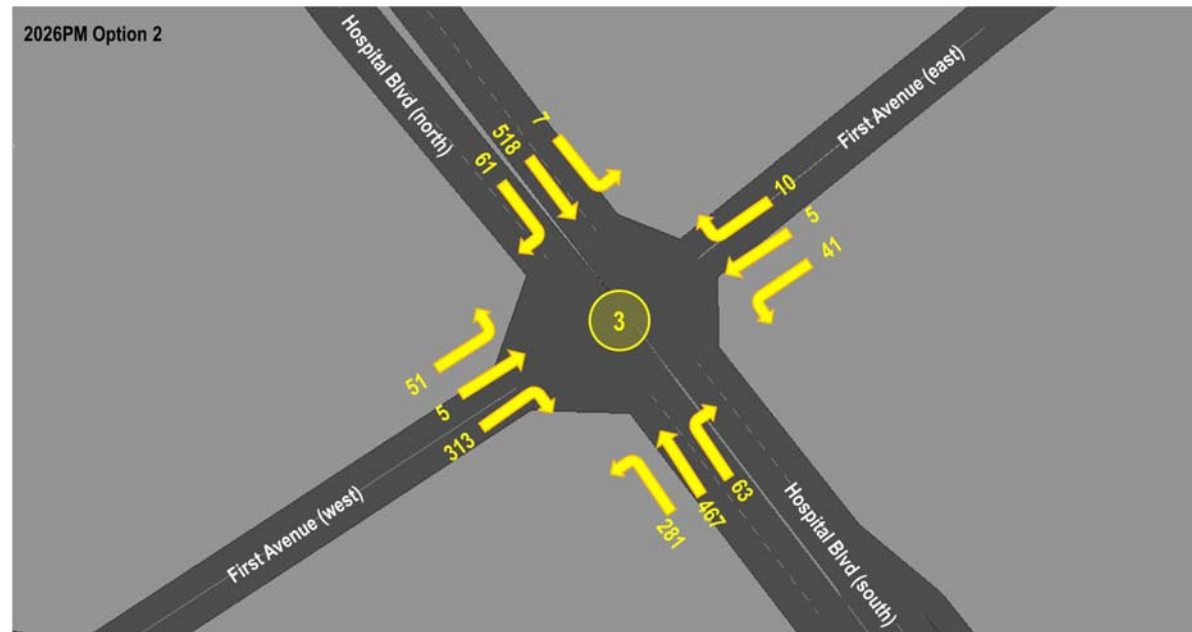 2026PM Option 2
Hospital Blvd (north)
First Avenue (east)
7
518
61
10
5
41
3
51
5
313
63
467
281
First Avenue (west)
Hospital Blvd (south)